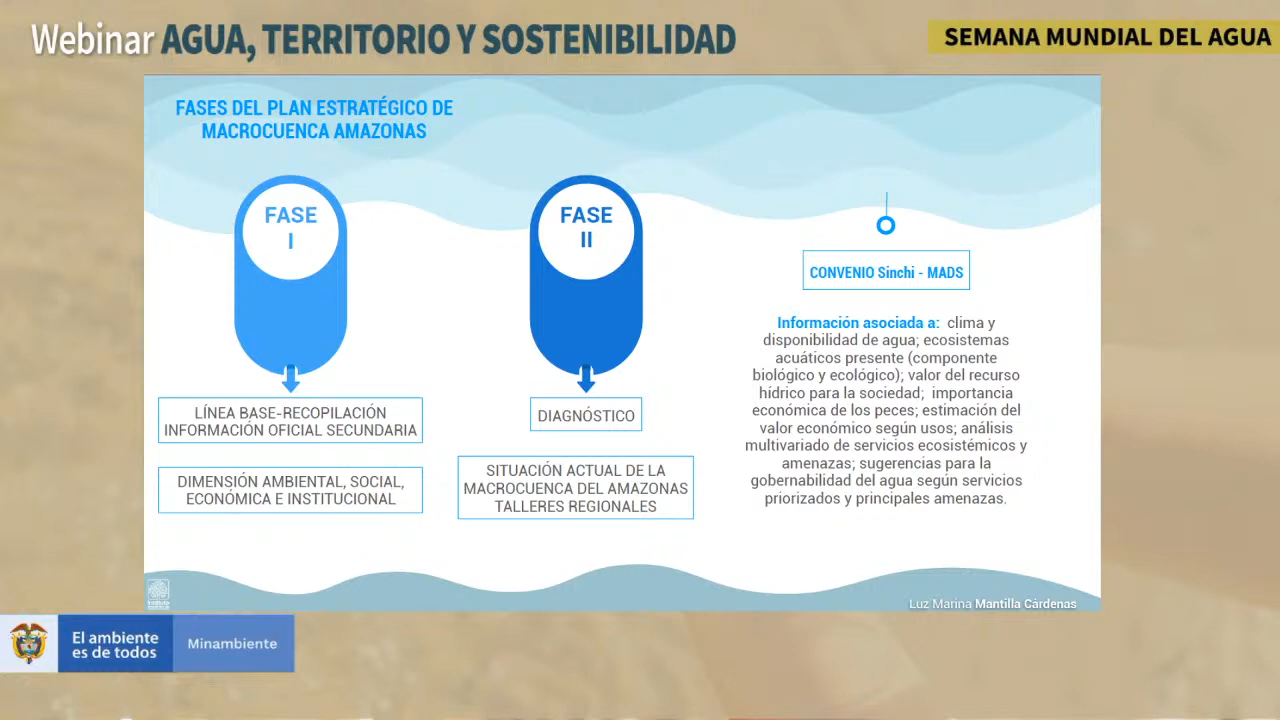 Webinar AGUA, TERRITORIO Y SOSTENIBILIDAD
SEMANA MUNDIAL DEL AGUA
FASES DEL PLAN ESTRATÉGICO DE
MACROCUENCA AMAZONAS
FASE
I
LÍNEA BASE-RECOPILACIÓN
INFORMACIÓN OFICIAL SECUNDARIA
DIMENSIÓN AMBIENTAL, SOCIAL,
ECONÓMICA E INSTITUCIONAL
FASE
II
DIAGNÓSTICO
SITUACIÓN ACTUAL DE LA
MACROCUENCA DEL AMAZONAS
TALLERES REGIONALES
CONVENIO Sinchi - MADS
Información asociada a: clima y
disponibilidad de agua; ecosistemas
acuáticos presente (componente
biológico y ecológico); valor del recurso
hídrico para la sociedad; importancia
económica de los peces; estimación del
valor económico según usos; análisis
multivariado de servicios ecosistémicos y
amenazas; sugerencias para la
gobernabilidad del agua según servicios
priorizados y principales amenazas.
Luz Marina Mantilla Cárdenas
El ambiente
es de todos
Minambiente